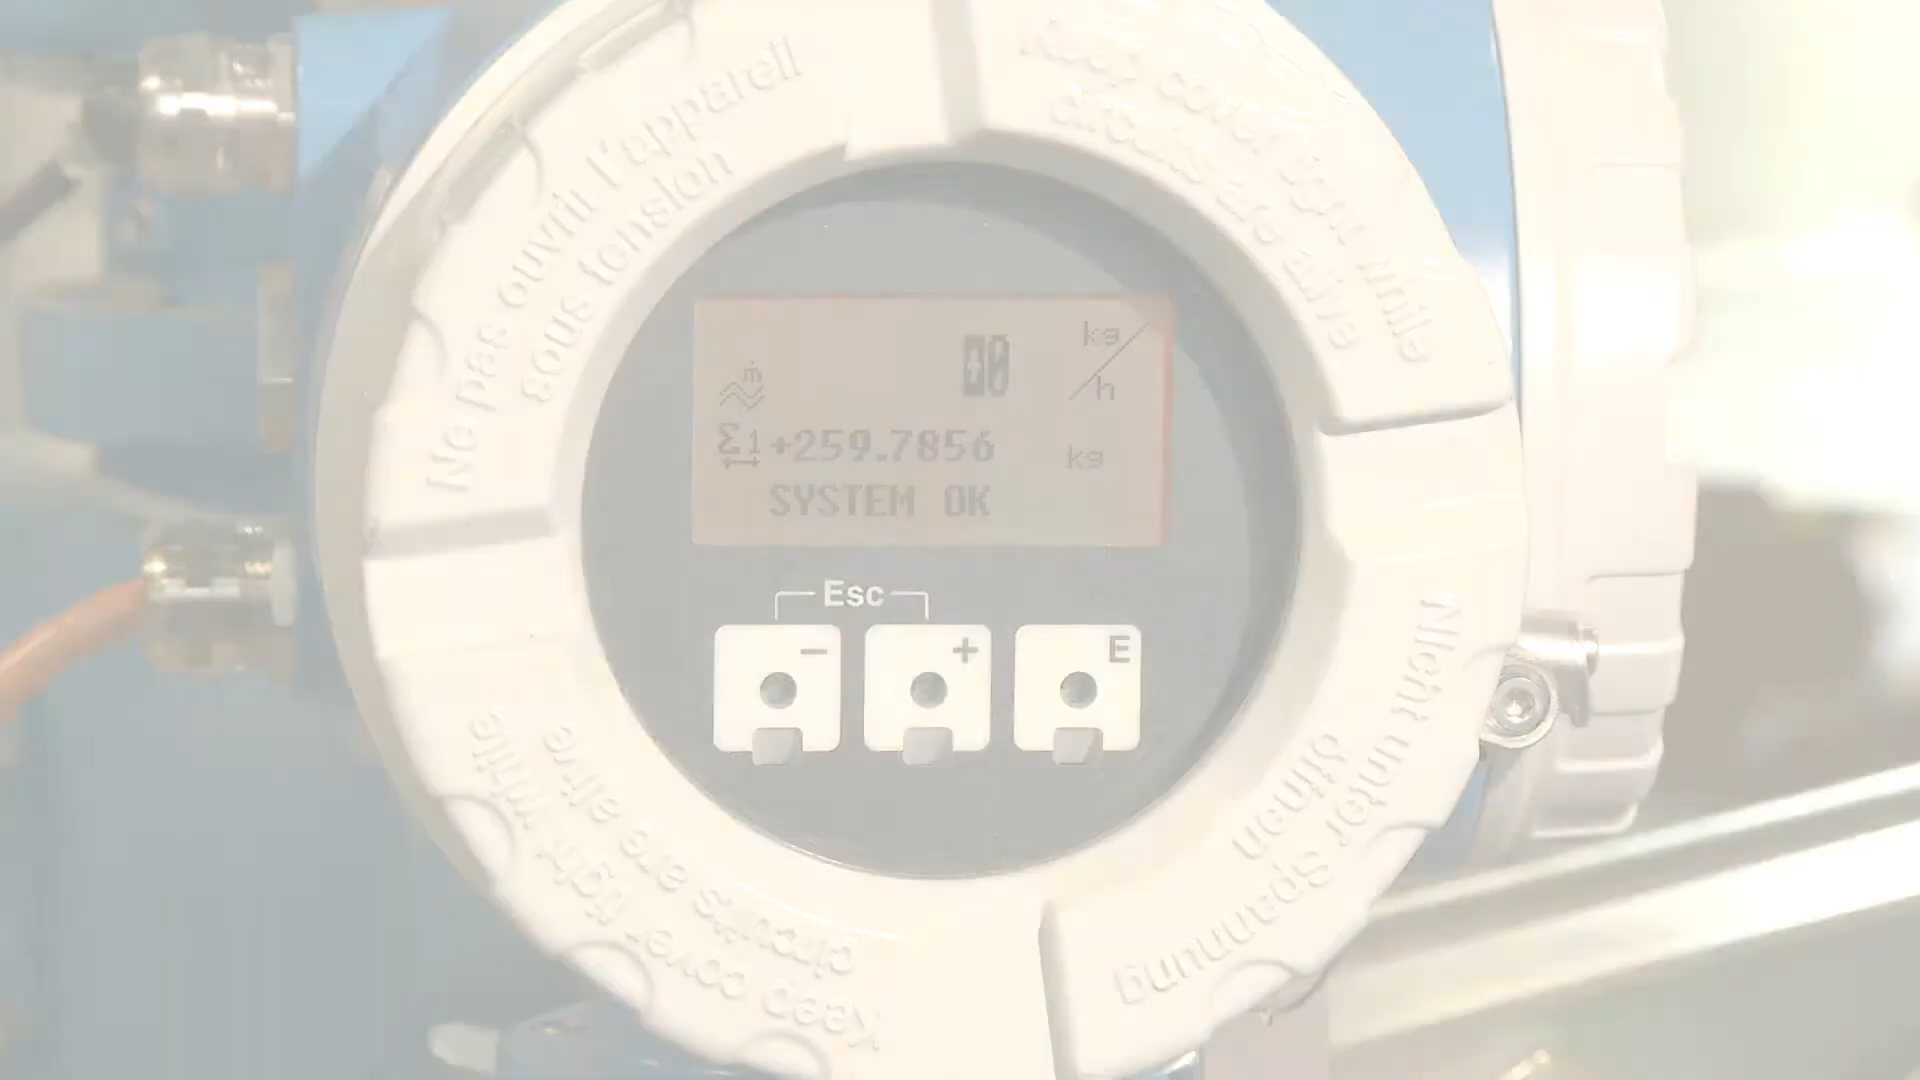 No pas ouvrir l'appareil
sous tension
Keep cover tight while
circuits are alive
kg/h
ṁ
Σ1 +259.7856 kg
SYSTEM OK
Esc
- + E
Nicht unter Spannung
öffnen
Keep cover tight while
circuits are alive